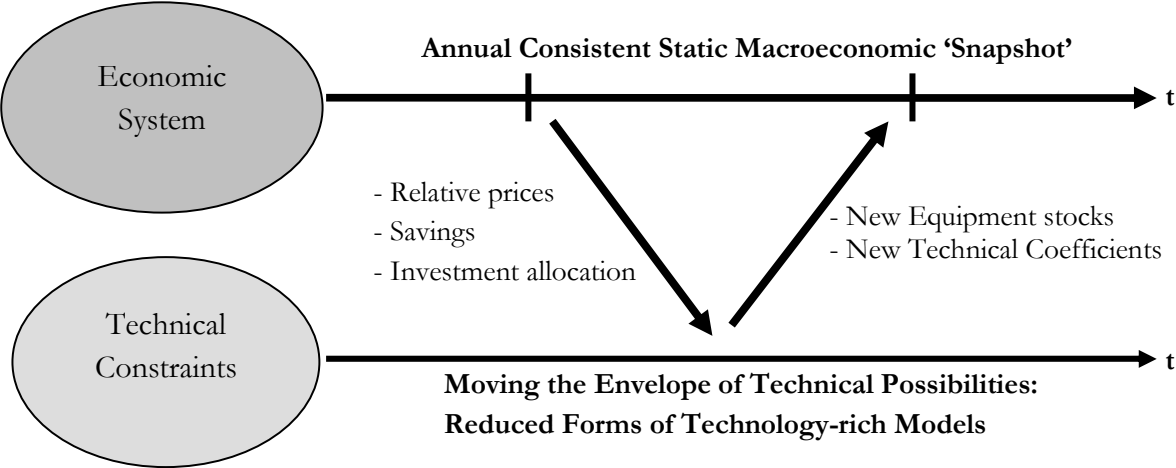 Annual Consistent Static Macroeconomic ‘Snapshot’
Economic
System
t
- Relative prices
- Savings
- Investment allocation
- New Equipment stocks
- New Technical Coefficients
Technical
Constraints
t
Moving the Envelope of Technical Possibilities:
Reduced Forms of Technology-rich Models